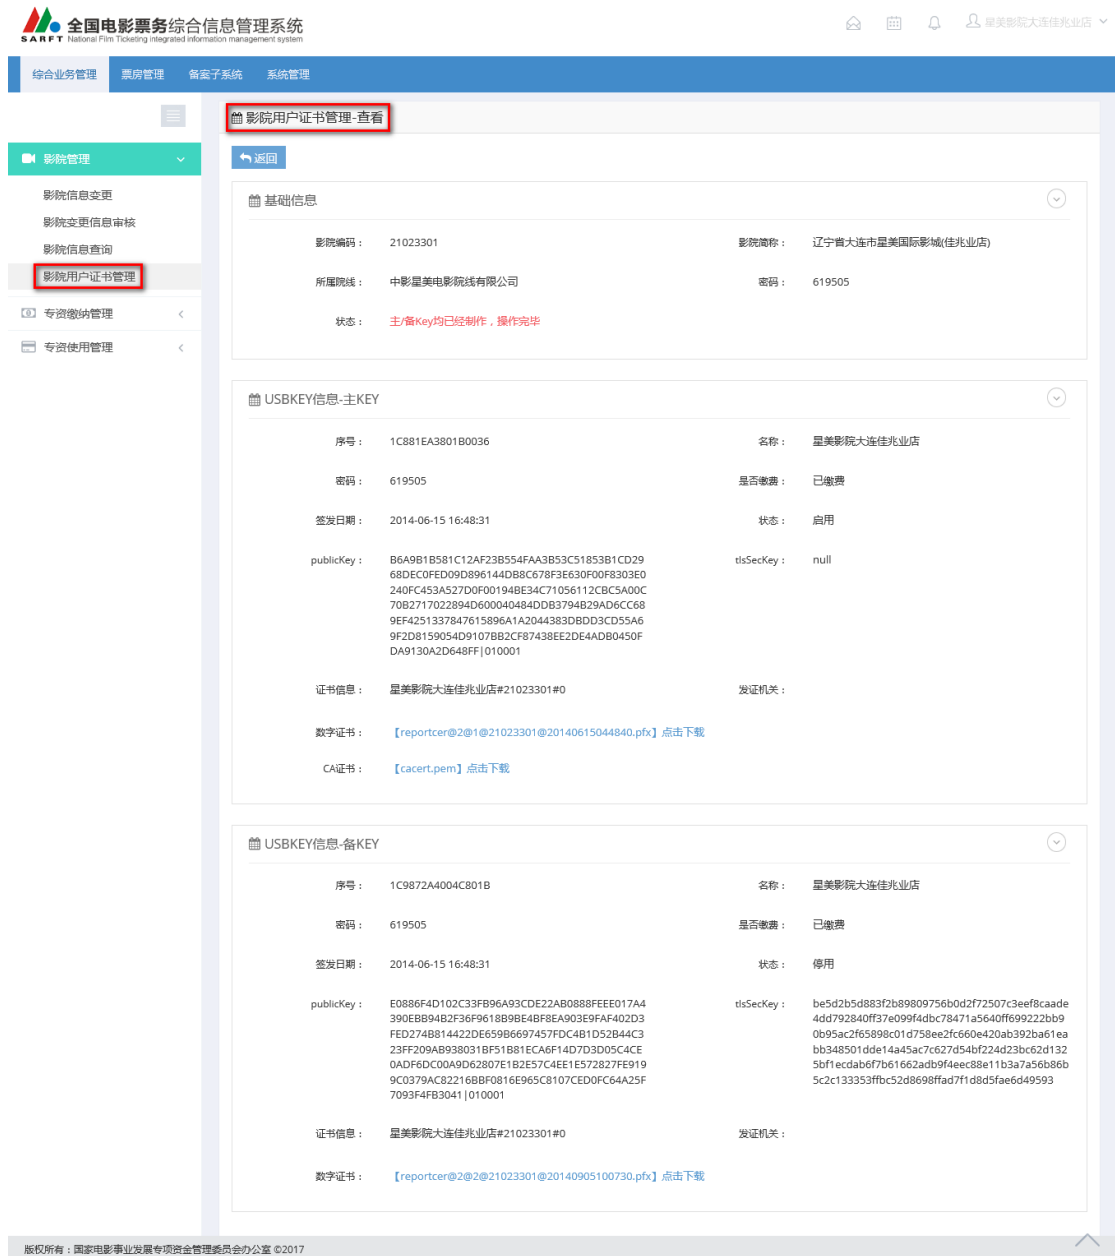 全国电影票务综合信息管理系统
SARFT National Film Ticketing integrated information management system
星美影院大连佳兆业店
综合业务管理 票房管理 备案子系统 系统管理
影院用户证书管理-查看
影院管理
返回
影院信息变更
影院变更信息审核
影院信息查询
影院用户证书管理
专资缴纳管理
专资使用管理
基础信息
影院编码： 21023301 影院简称： 辽宁省大连市星美国际影城(佳兆业店)
所属院线： 中影星美电影院线有限公司 密码： 619505
状态： 主/备Key均已经制作，操作完毕
USBKEY信息-主KEY
序号： 1C881EA3801B0036 名称： 星美影院大连佳兆业店
密码： 619505 是否缴费： 已缴费
签发日期： 2014-06-15 16:48:31 状态： 启用
publicKey： B6A9B1B581C12AF23B554FAA3B53C51853B1CD29 tlsSecKey： null
68DEC0FED09D896144DB8C678F3E630F00F8303E0
240FC453A527D0F00194BE34C71056112CBC5A00C
70B2717022894D600040484DDB3794B29AD6CC68
9EF4251337847615896A1A2044383DBDD3CD55A6
9F2D8159054D9107BB2CF87438EE2DE4ADB0450F
DA9130A2D648FF|010001
证书信息： 星美影院大连佳兆业店#21023301#0 发证机关：
数字证书： 【reportcer@2@1@21023301@20140615044840.pfx】点击下载
CA证书： 【cacert.pem】点击下载
USBKEY信息-备KEY
序号： 1C9872A4004C801B 名称： 星美影院大连佳兆业店
密码： 619505 是否缴费： 已缴费
签发日期： 2014-06-15 16:48:31 状态： 停用
publicKey： E0886F4D102C33FB96A93CDE22AB0888FEEE017A4 tlsSecKey： be5d2b5d883f2b89809756b0d2f72507c3eef8caade
390EBB94B2F36F9618B9BE4BF8EA903E9FAF402D3 4dd792840ff37e099f4dbc78471a5640ff699222bb9
FED274B814422DE659B6697457FDC4B1D52B44C3 0b95ac2f65898c01d758ee2fc660e420ab392ba61ea
23FF209AB938031BF51B81ECA6F14D7D3D05C4CE bb348501dde14a45ac7c627d54bf224d23bc62d132
0ADF6DC00A9D62807E1B2E57C4EE1E572827FE919 5bf1ecdab6f7b61662adb9f4eec88e11b3a7a56b86b
9C0379AC82216BBF0816E965C8107CED0FC64A25F 5c2c133353ffbc52d8698ffad7f1d8d5fae6d49593
7093F4FB3041|010001
证书信息： 星美影院大连佳兆业店#21023301#0 发证机关：
数字证书： 【reportcer@2@2@21023301@20140905100730.pfx】点击下载
版权所有：国家电影事业发展专项资金管理委员会办公室 ©2017